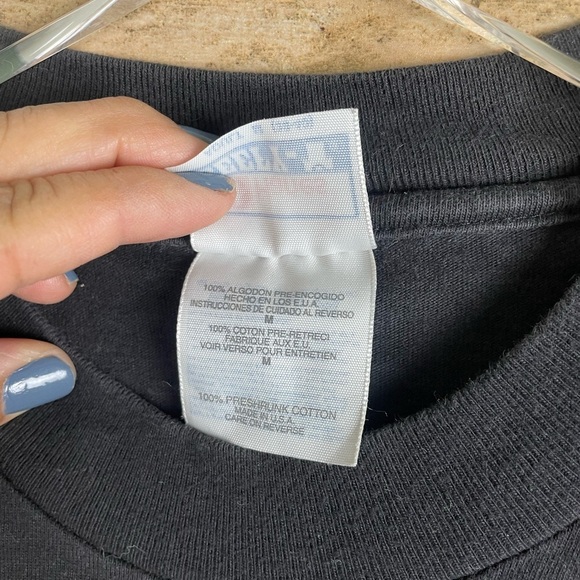 100% ALGODON PRE-ENCOGIDO
HECHO EN LOS E.U.A.
INSTRUCCIONES DE CUIDADO AL REVERSO
M
100% COTON PRE-RETRECI
FABRIQUE AUX E.U.
VOIR VERSO POUR ENTRETIEN
M
100% PRESHRUNK COTTON
MADE IN U.S.A.
CARE ON REVERSE